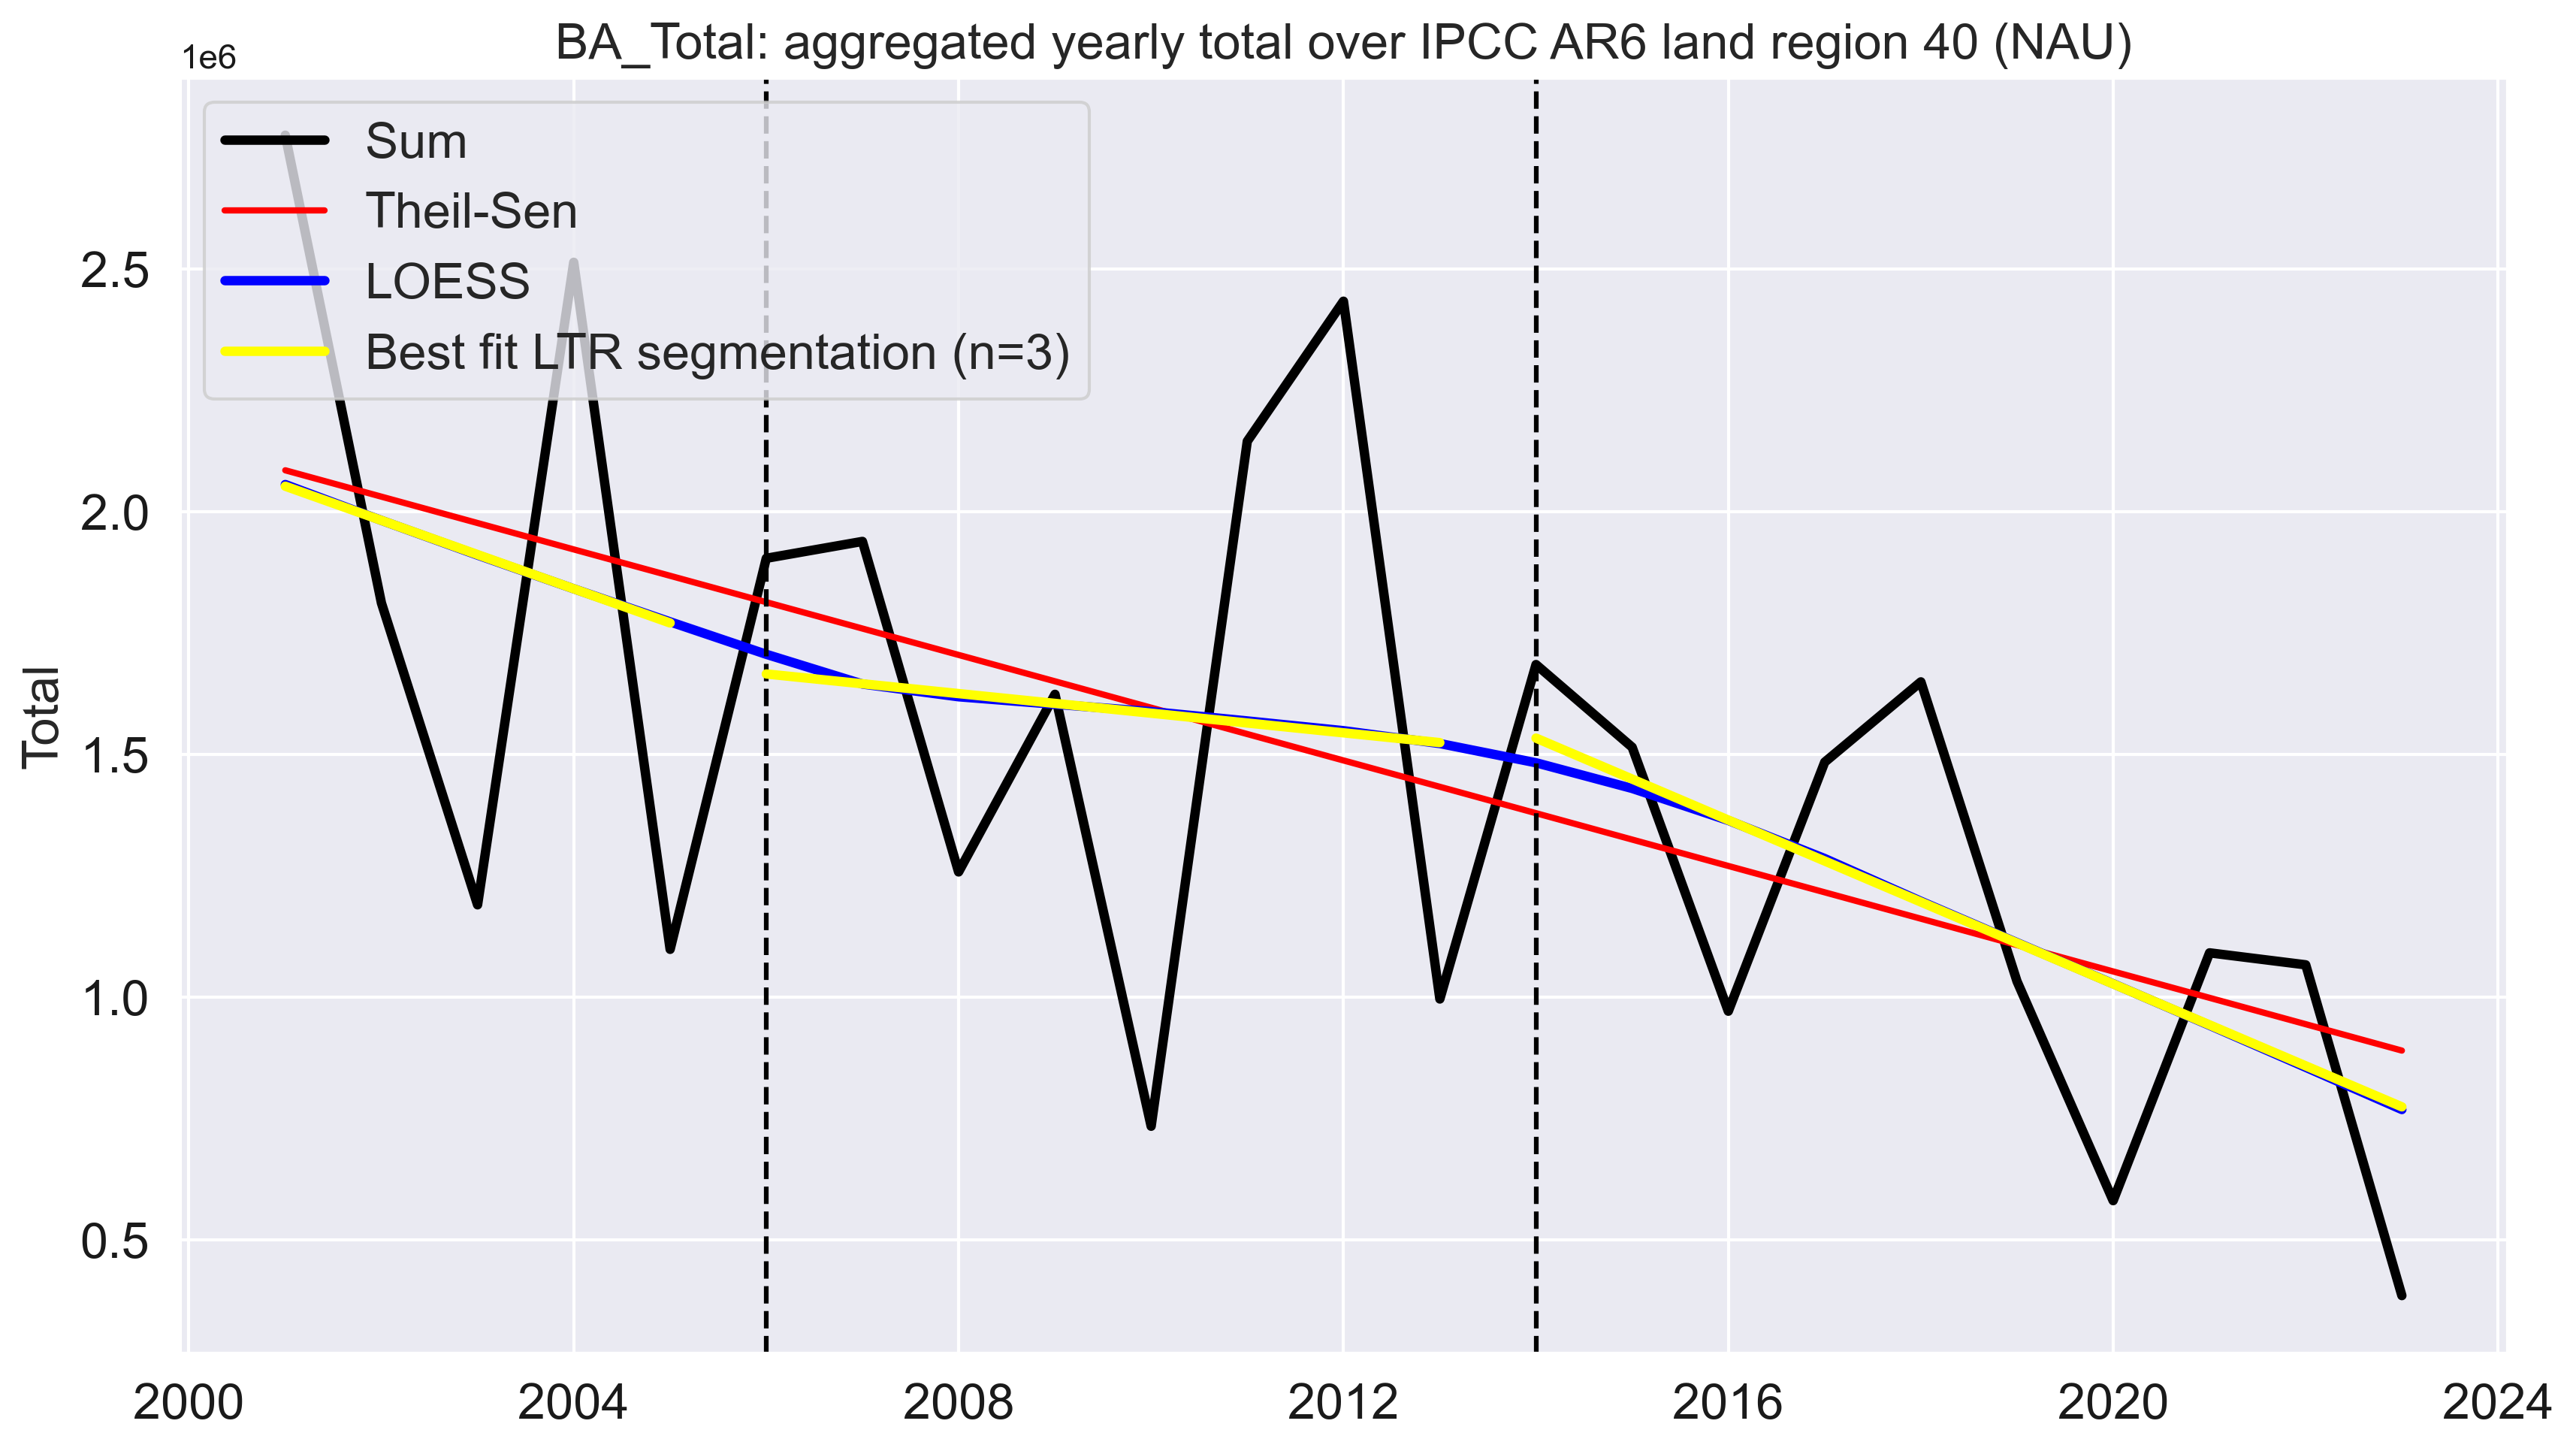 BA_Total: aggregated yearly total over IPCC AR6 land region 40 (NAU)
1e6
Sum
Theil-Sen
LOESS
Best fit LTR segmentation (n=3)
2.5
2.0
1.5
1.0
0.5
Total
2000 2004 2008 2012 2016 2020 2024